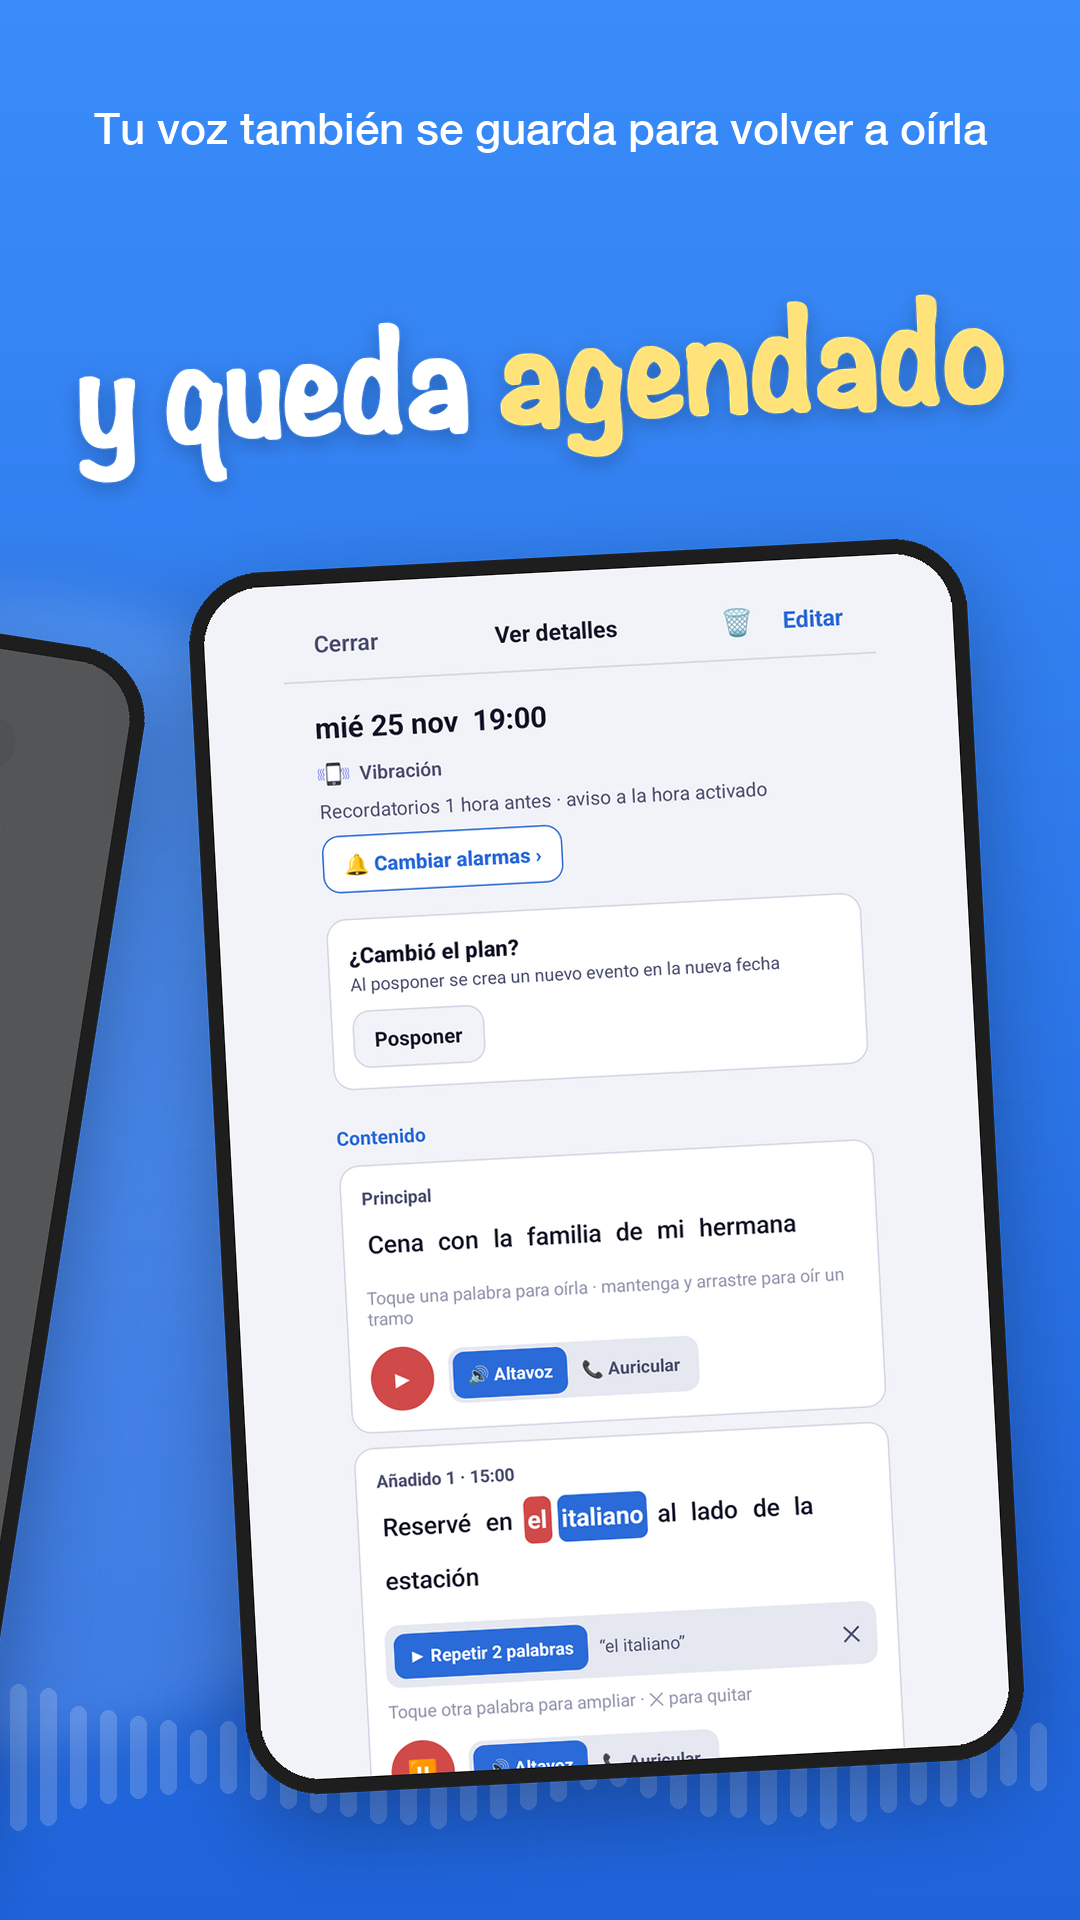 Tu voz también se guarda para volver a oírla
y queda agendado
Cerrar
Ver detalles
Editar
mié 25 nov 19:00
Vibración
Recordatorios 1 hora antes · aviso a la hora activado
Cambiar alarmas ›
¿Cambió el plan?
Al posponer se crea un nuevo evento en la nueva fecha
Posponer
Contenido
Principal
Cena con la familia de mi hermana
Toque una palabra para oírla · mantenga y arrastre para oír un
tramo
Altavoz
Auricular
Añadido 1 · 15:00
Reservé en el italiano al lado de la
estación
▶ Repetir 2 palabras
“el italiano”
Toque otra palabra para ampliar · ✕ para quitar
Altavoz
Auricular